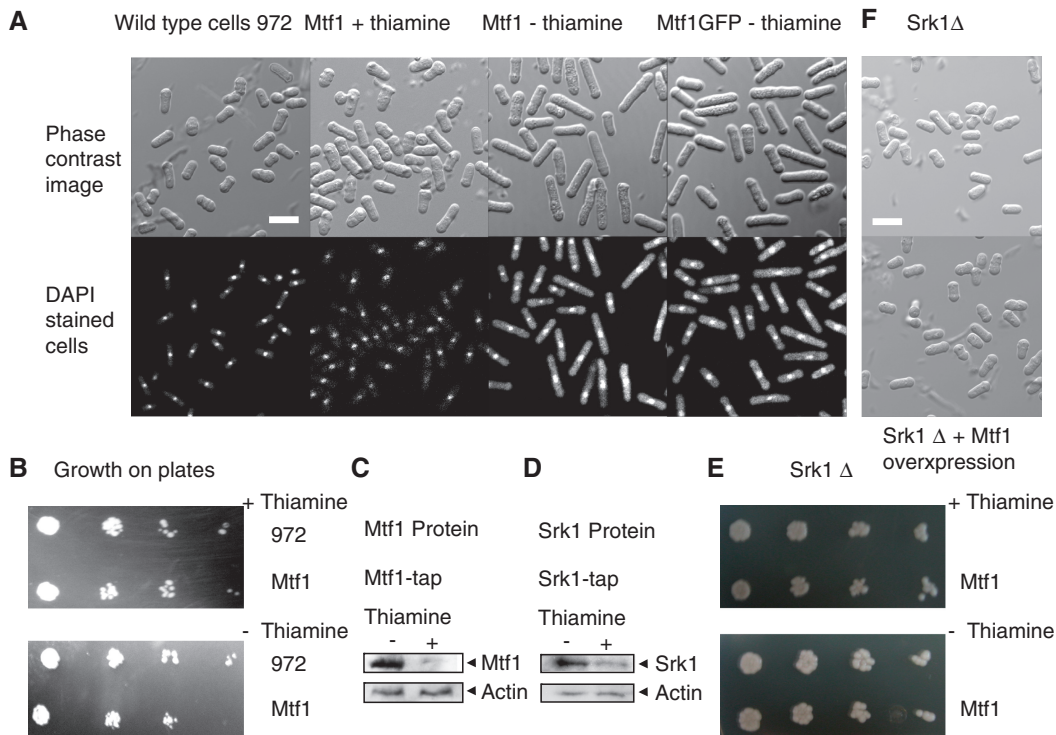 A
Wild type cells 972
Mtf1 + thiamine
Mtf1 - thiamine
Mtf1GFP - thiamine
F
Srk1Δ
Phase
contrast
image
DAPI
stained
cells
Srk1 Δ + Mtf1
overxpression
B
Growth on plates
+ Thiamine
972
Mtf1
- Thiamine
972
Mtf1
C
Mtf1 Protein
Mtf1-tap
Thiamine
- +
Mtf1
Actin
D
Srk1 Protein
Srk1-tap
Thiamine
- +
Srk1
Actin
E
Srk1 Δ
+ Thiamine
Mtf1
- Thiamine
Mtf1